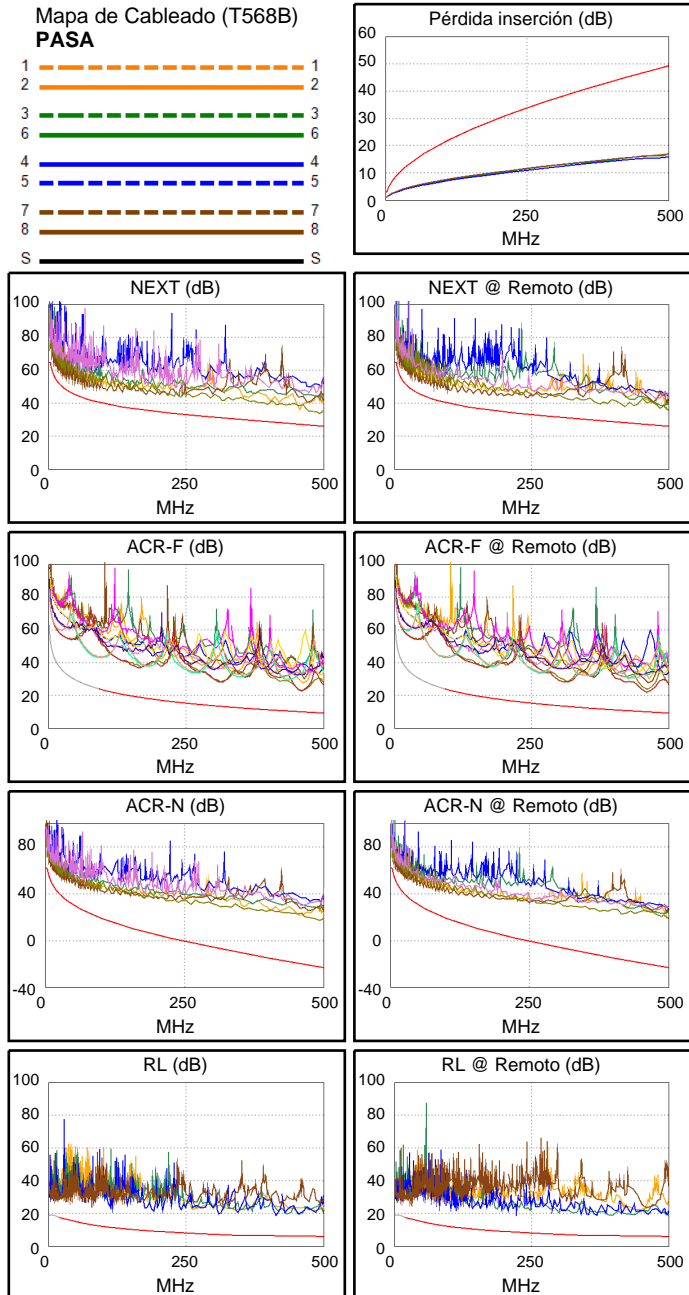 Mapa de Cableado (T568B)
PASA
1 1
2 2
3 3
6 6
4 4
5 5
7 7
8 8
S S
Pérdida inserción (dB)
60
50
40
30
20
10
0
0 250 500
MHz
NEXT (dB)
100
80
60
40
20
0
0 250 500
MHz
NEXT @ Remoto (dB)
100
80
60
40
20
0
0 250 500
MHz
ACR-F (dB)
100
80
60
40
20
0
0 250 500
MHz
ACR-F @ Remoto (dB)
100
80
60
40
20
0
0 250 500
MHz
ACR-N (dB)
80
40
0
-40
0 250 500
MHz
ACR-N @ Remoto (dB)
80
40
0
-40
0 250 500
MHz
RL (dB)
100
80
60
40
20
0
0 250 500
MHz
RL @ Remoto (dB)
100
80
60
40
20
0
0 250 500
MHz